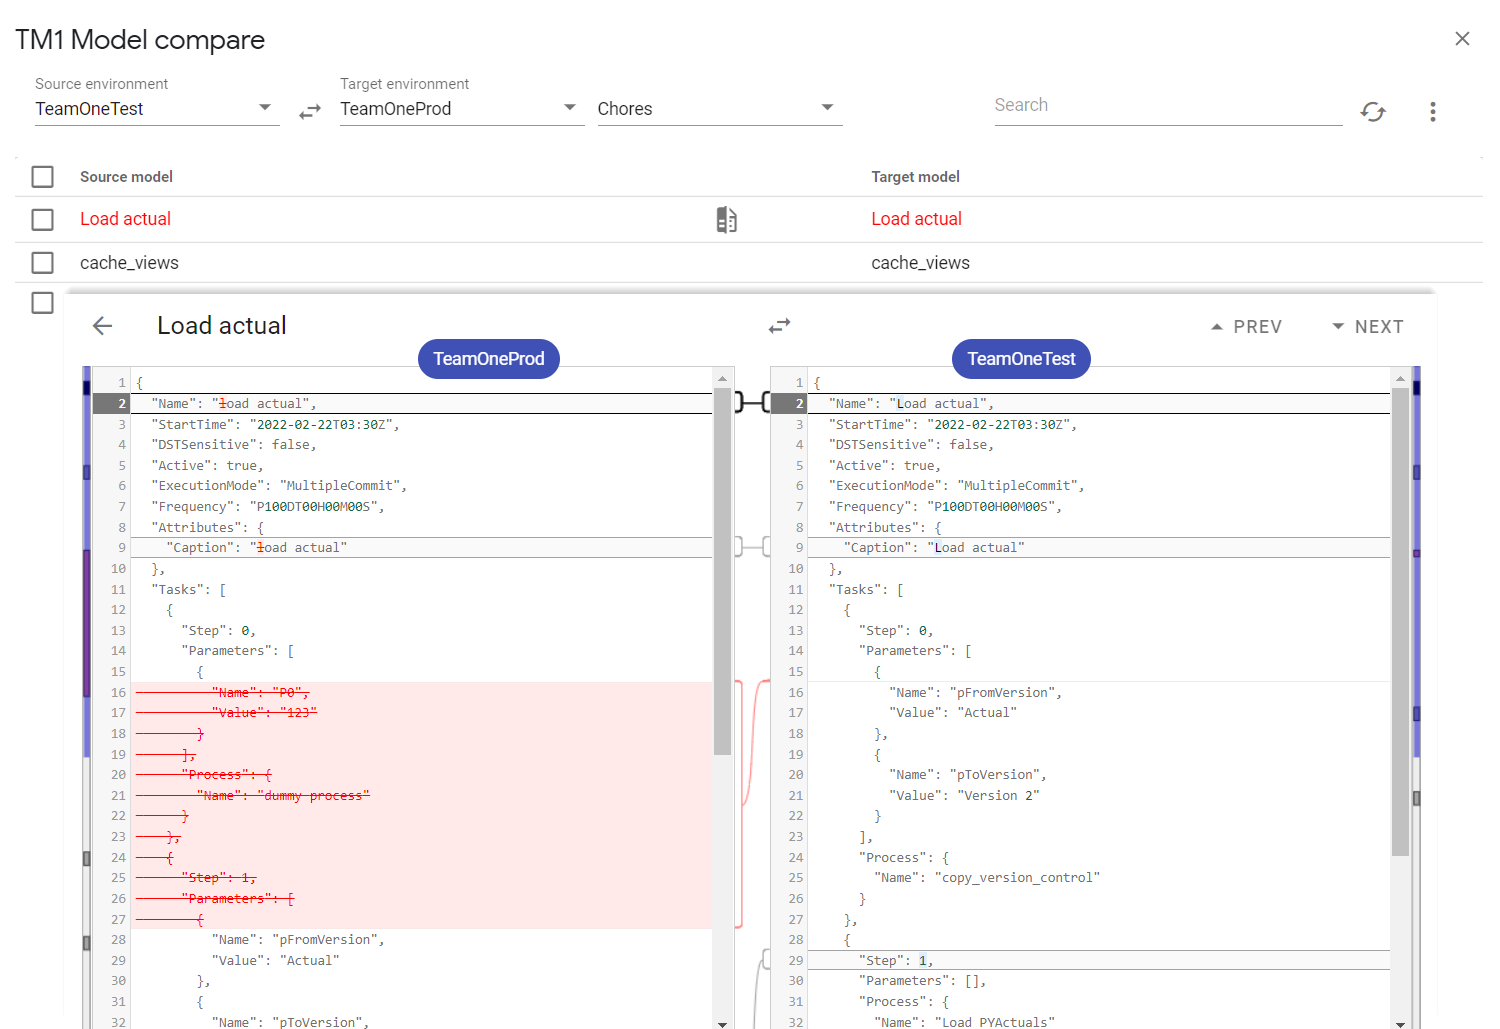 TM1 Model compare
Source environment
Target environment
TeamOneTest
TeamOneProd
Chores
Search
Source model
Target model
Load actual
Load actual
cache_views
cache_views
Load actual
PREV
NEXT
TeamOneProd
TeamOneTest
1 {
2 "Name": "load actual",
3 "StartTime": "2022-02-22T03:30Z",
4 "DSTSensitive": false,
5 "Active": true,
6 "ExecutionMode": "MultipleCommit",
7 "Frequency": "P100DT00H00M00S",
8 "Attributes": {
9 "Caption": "load actual"
10 },
11 "Tasks": [
12 {
13 "Step": 0,
14 "Parameters": [
15 {
16 "Name": "P0",
17 "Value": "123"
18 }
19 ],
20 "Process": {
21 "Name": "dummy process"
22 }
23 },
24 {
25 "Step": 1,
26 "Parameters": [
27 {
28 "Name": "pFromVersion",
29 "Value": "Actual"
30 },
31 {
32 "Name": "pToVersion",
1 {
2 "Name": "Load actual",
3 "StartTime": "2022-02-22T03:30Z",
4 "DSTSensitive": false,
5 "Active": true,
6 "ExecutionMode": "MultipleCommit",
7 "Frequency": "P100DT00H00M00S",
8 "Attributes": {
9 "Caption": "Load actual"
10 },
11 "Tasks": [
12 {
13 "Step": 0,
14 "Parameters": [
15 {
16 "Name": "pFromVersion",
17 "Value": "Actual"
18 },
19 {
20 "Name": "pToVersion",
21 "Value": "Version 2"
22 }
23 ],
24 "Process": {
25 "Name": "copy_version_control"
26 }
27 },
28 {
29 "Step": 1,
30 "Parameters": [],
31 "Process": {
32 "Name": "Load PYActuals"